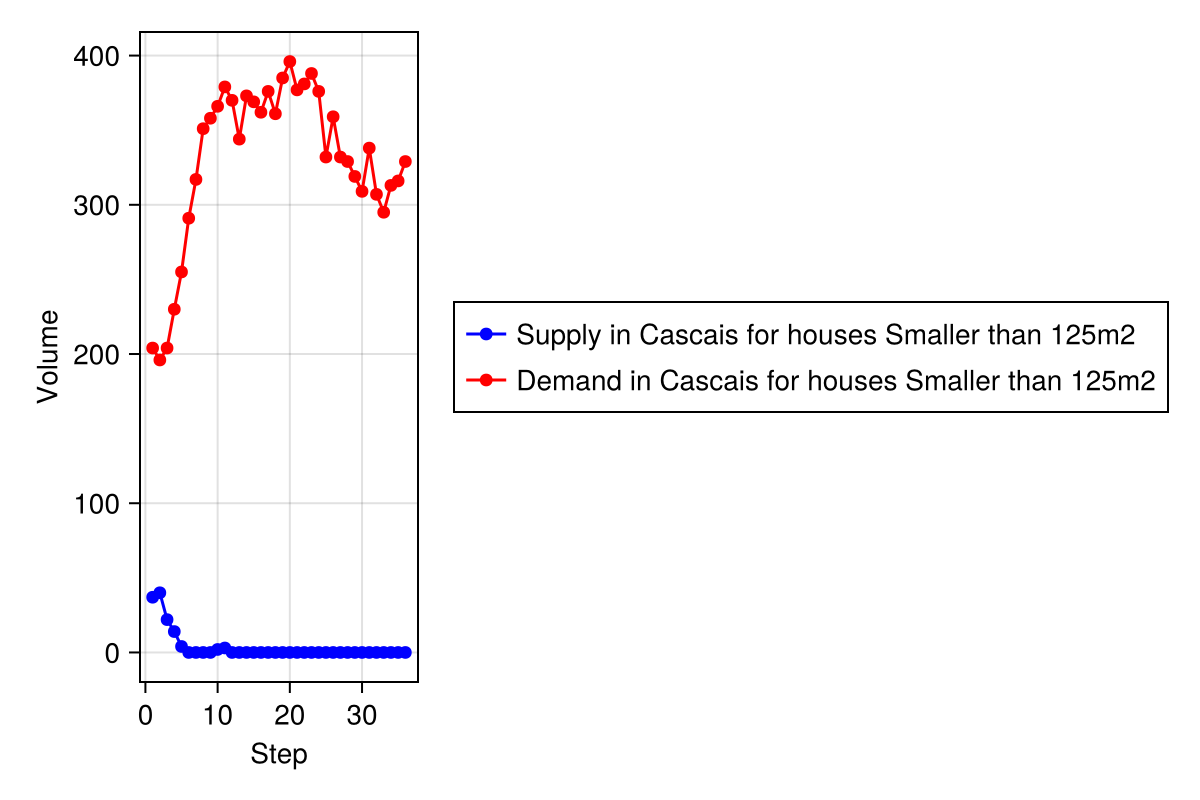 400
300
200
100
0
Volume
0 10 20 30
Step
Supply in Cascais for houses Smaller than 125m2
Demand in Cascais for houses Smaller than 125m2